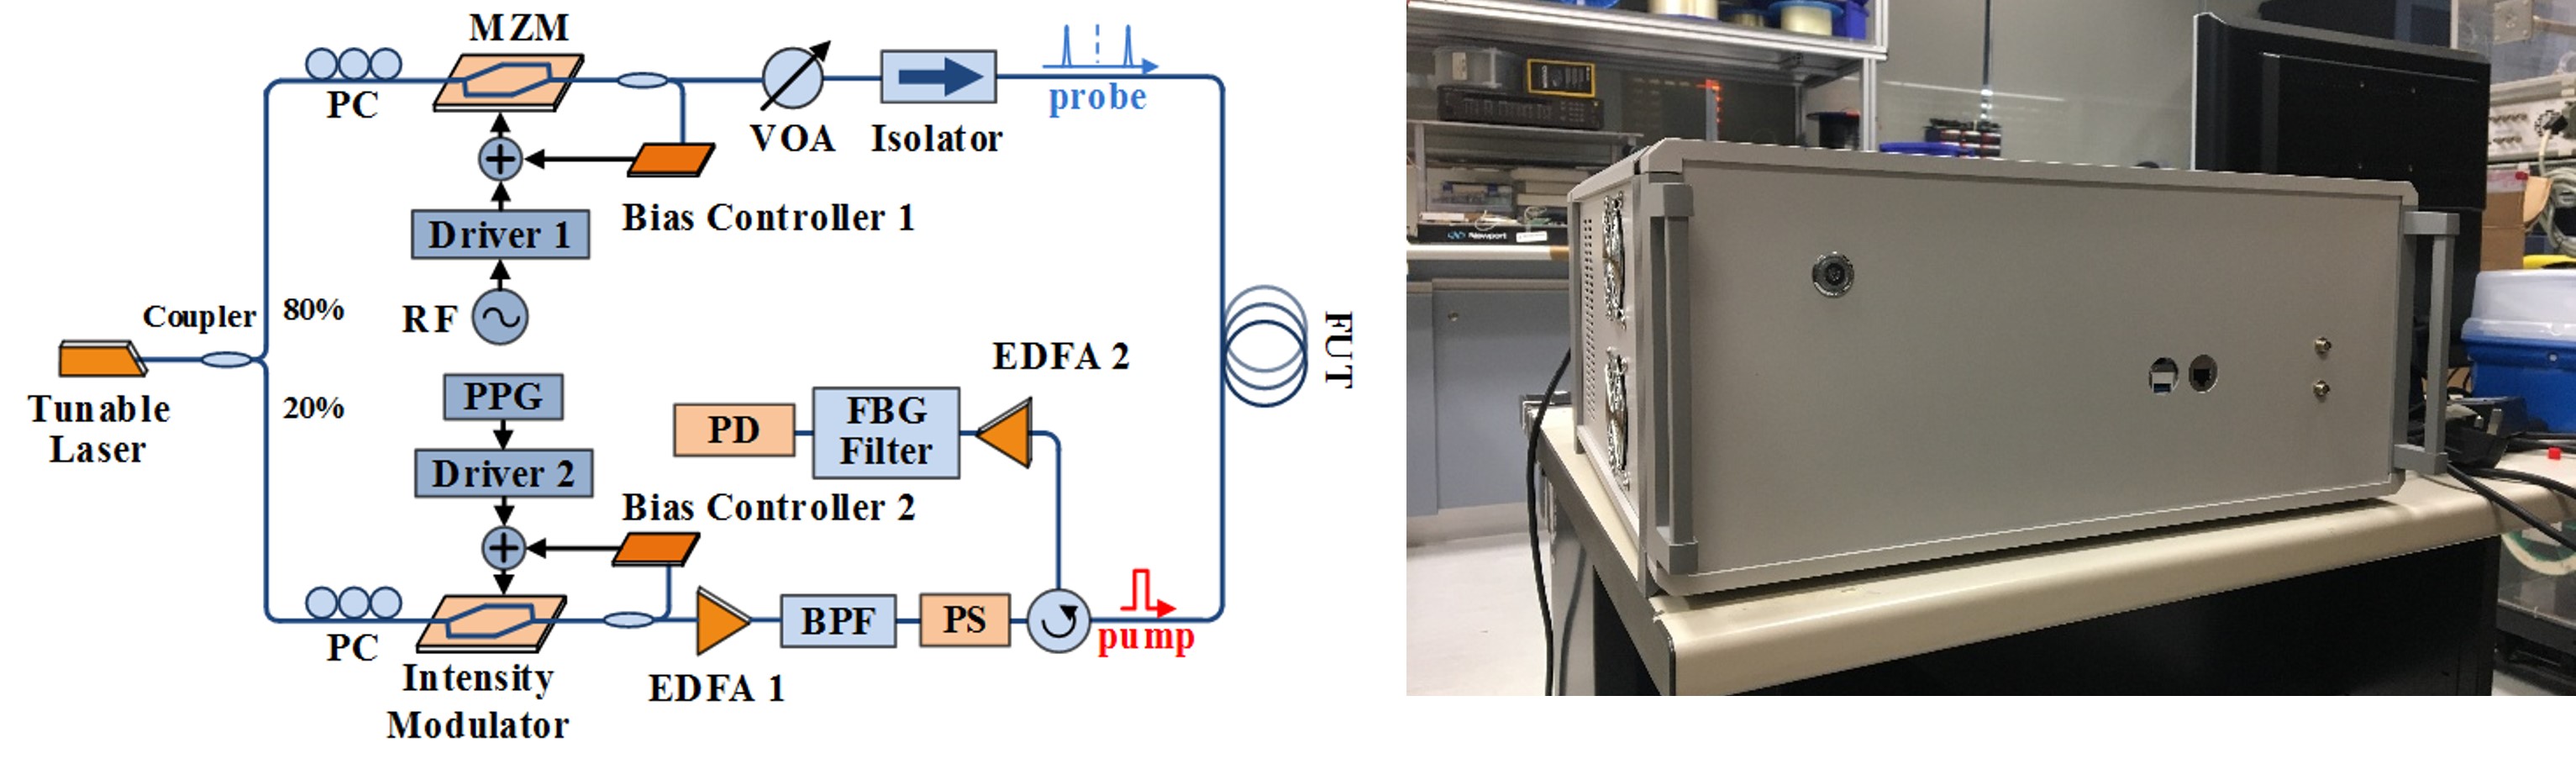 MZM
PC
VOA
Isolator
probe
Bias Controller 1
Driver 1
RF
Coupler
80%
20%
Tunable
Laser
PPG
Driver 2
PD
FBG
Filter
EDFA 2
FUT
Bias Controller 2
PC
Intensity
Modulator
EDFA 1
BPF
PS
pump
Newport